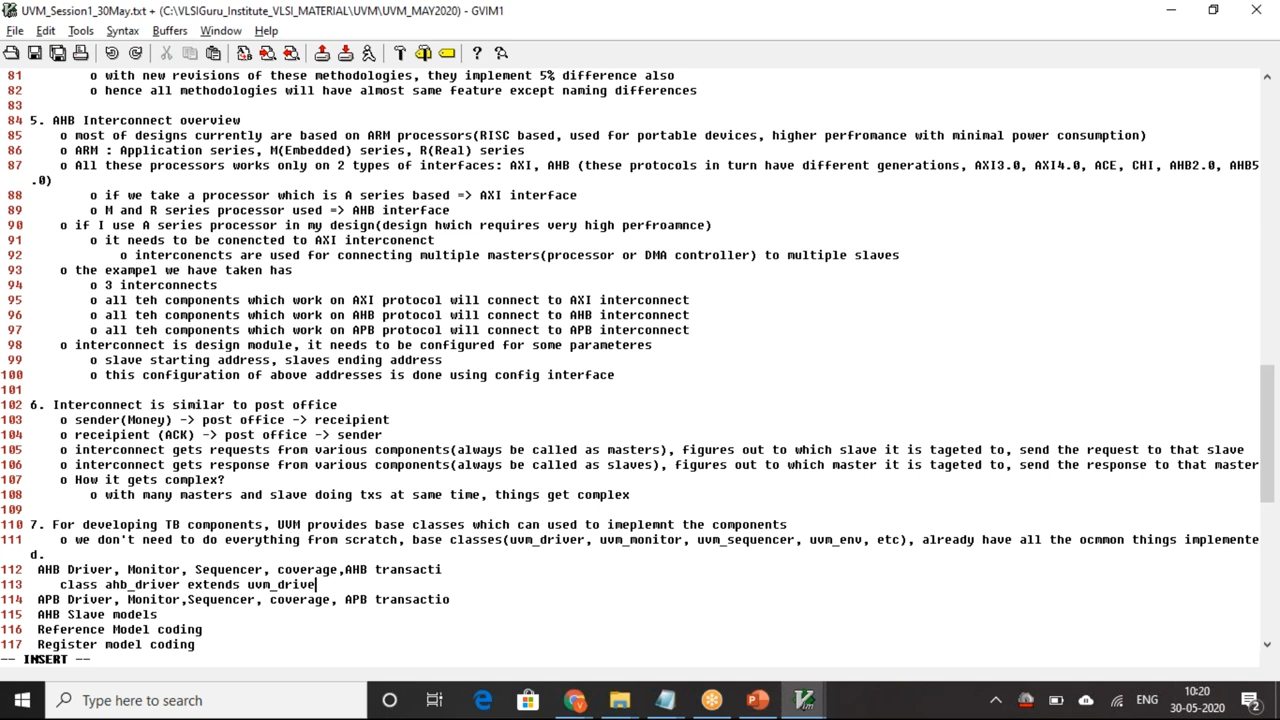 UVM_Session1_30May.txt + (C:\VLSIGuru_Institute_VLSI_MATERIAL\UVM\UVM_MAY2020) - GVIM1
File Edit Tools Syntax Buffers Window Help
81 o with new revisions of these methodologies, they implement 5% difference also
82 o hence all methodologies will have almost same feature except naming differences
83
84 5. AHB Interconnect overview
85 o most of designs currently are based on ARM processors(RISC based, used for portable devices, higher perfromance with minimal power consumption)
86 o ARM : Application series, M(Embedded) series, R(Real) series
87 o All these processors works only on 2 types of interfaces: AXI, AHB (these protocols in turn have different generations, AXI3.0, AXI4.0, ACE, CHI, AHB2.0, AHB5
.0)
88 o if we take a processor which is A series based => AXI interface
89 o M and R series processor used => AHB interface
90 o if I use A series processor in my design(design hwich requires very high perfroamnce)
91 o it needs to be conencted to AXI interconenct
92 o interconencts are used for connecting multiple masters(processor or DMA controller) to multiple slaves
93 o the exampel we have taken has
94 o 3 interconnects
95 o all teh components which work on AXI protocol will connect to AXI interconnect
96 o all teh components which work on AHB protocol will connect to AHB interconnect
97 o all teh components which work on APB protocol will connect to APB interconnect
98 o interconnect is design module, it needs to be configured for some parameteres
99 o slave starting address, slaves ending address
100 o this configuration of above addresses is done using config interface
101
102 6. Interconnect is similar to post office
103 o sender(Money) -> post office -> receipient
104 o receipient (ACK) -> post office -> sender
105 o interconnect gets requests from various components(always be called as masters), figures out to which slave it is tageted to, send the request to that slave
106 o interconnect gets response from various components(always be called as slaves), figures out to which master it is tageted to, send the response to that master
107 o How it gets complex?
108 o with many masters and slave doing txs at same time, things get complex
109
110 7. For developing TB components, UVM provides base classes which can used to imeplemnt the components
111 o we don't need to do everything from scratch, base classes(uvm_driver, uvm_monitor, uvm_sequencer, uvm_env, etc), already have all the ocmmon things implemente
d.
112 AHB Driver, Monitor, Sequencer, coverage,AHB transacti
113 class ahb_driver extends uvm_drive
114 APB Driver, Monitor,Sequencer, coverage, APB transactio
115 AHB Slave models
116 Reference Model coding
117 Register model coding
-- INSERT --
Type here to search
ENG
10:20
30-05-2020
2